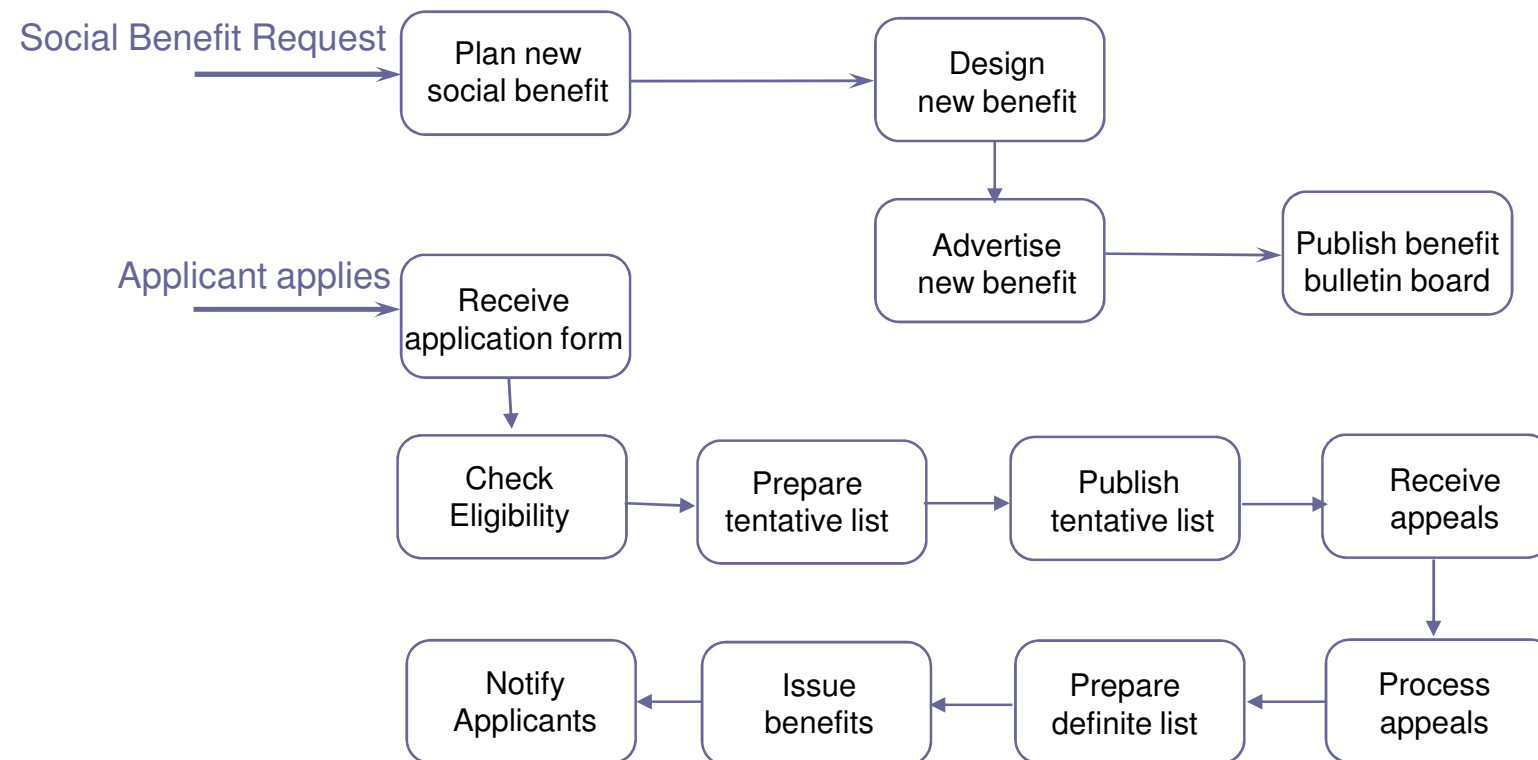 Social Benefit Request
Plan new
social benefit
Design
new benefit
Advertise
new benefit
Publish benefit
bulletin board
Applicant applies
Receive
application form
Check
Eligibility
Prepare
tentative list
Publish
tentative list
Receive
appeals
Notify
Applicants
Issue
benefits
Prepare
definite list
Process
appeals